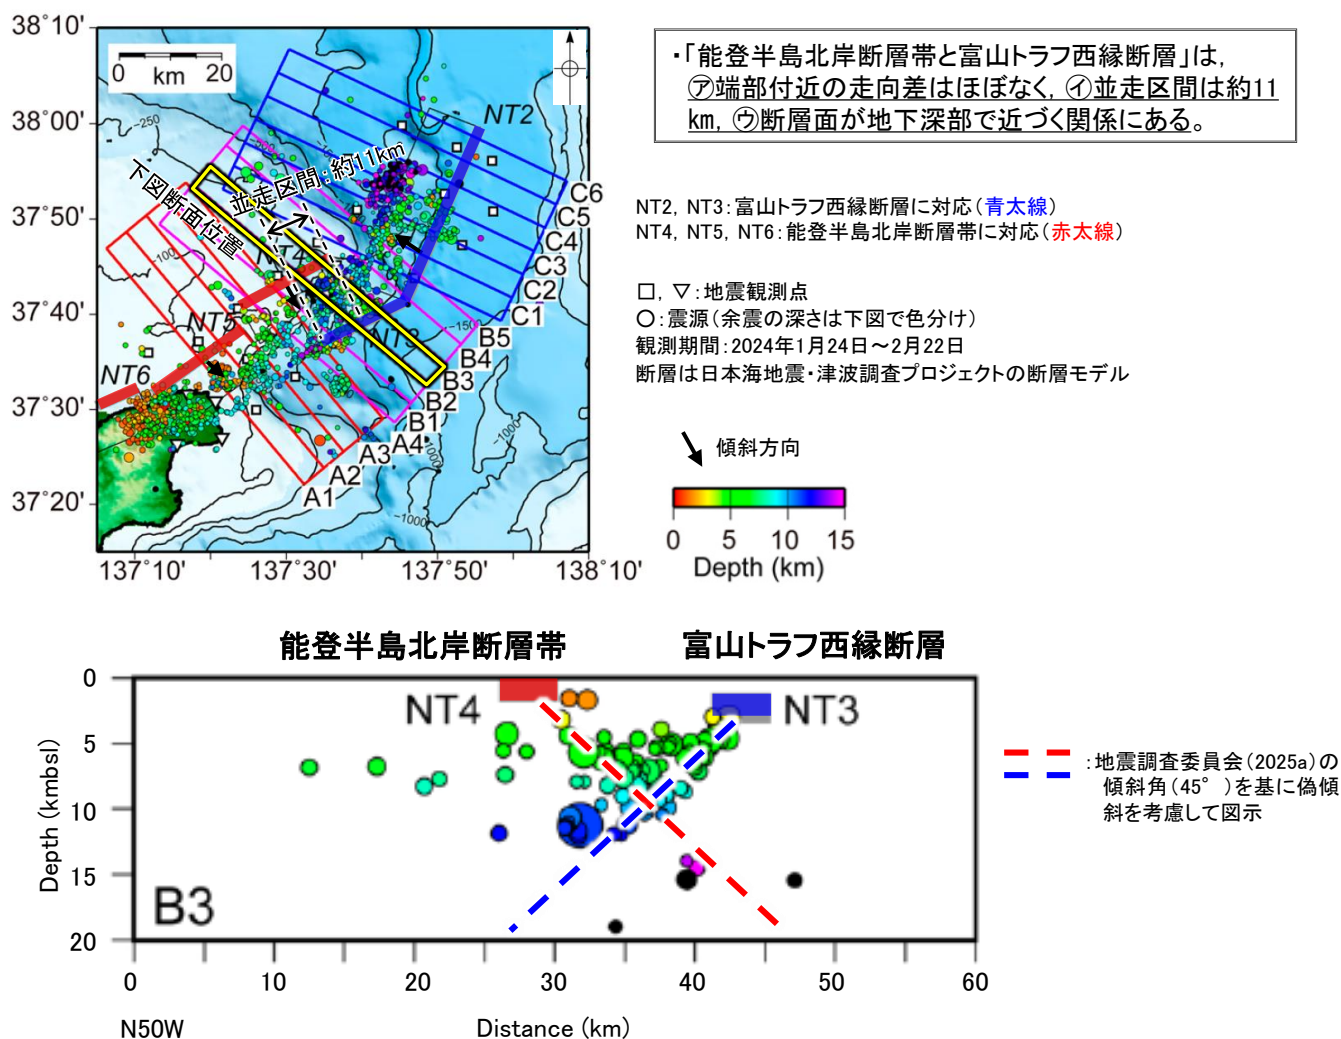 38°10'
38°00'
37°50'
37°40'
37°30'
37°20'
137°10'
137°30'
137°50'
138°10'
0 20
km
-250
-100
-1500
-1000
-1000
-1000
NT2
NT3
NT4
NT5
NT6
下図断面位置
並走区間：約11km
A1
A2
A3
A4
B1
B2
B3
B4
B5
C1
C2
C3
C4
C5
C6
・「能登半島北岸断層帯と富山トラフ西縁断層」は，
㋐端部付近の走向差はほぼなく，㋑並走区間は約11
km，㋒断層面が地下深部で近づく関係にある。
NT2，NT3：富山トラフ西縁断層に対応（青太線）
NT4，NT5，NT6：能登半島北岸断層帯に対応（赤太線）
□，▽：地震観測点
○：震源（余震の深さは下図で色分け）
観測期間：2024年1月24日～2月22日
断層は日本海地震・津波調査プロジェクトの断層モデル
傾斜方向
0 5 10 15
Depth (km)
能登半島北岸断層帯
富山トラフ西縁断層
NT4
NT3
B3
Depth (kmbsl)
0
5
10
15
20
0 10 20 30 40 50 60
N50W
Distance (km)
：地震調査委員会（2025a）の
傾斜角（45°）を基に偽傾
斜を考慮して図示